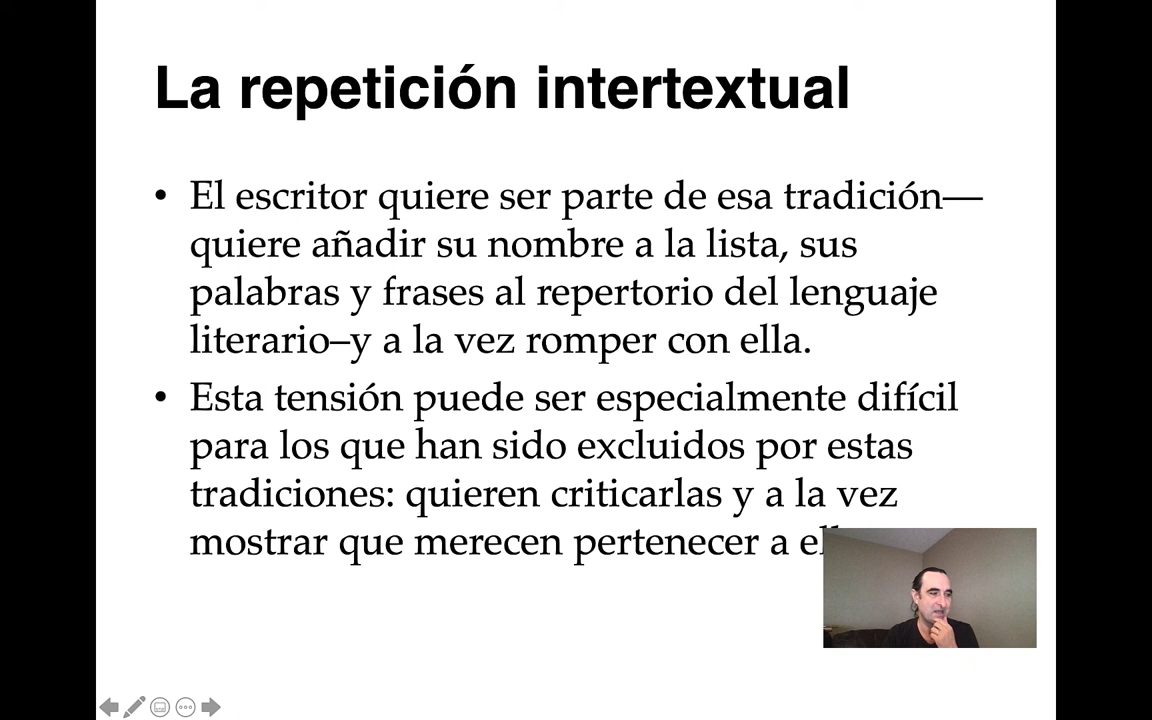 La repetición intertextual
• El escritor quiere ser parte de esa tradición—
quiere añadir su nombre a la lista, sus
palabras y frases al repertorio del lenguaje
literario–y a la vez romper con ella.
• Esta tensión puede ser especialmente difícil
para los que han sido excluidos por estas
tradiciones: quieren criticarlas y a la vez
mostrar que merecen pertenecer a